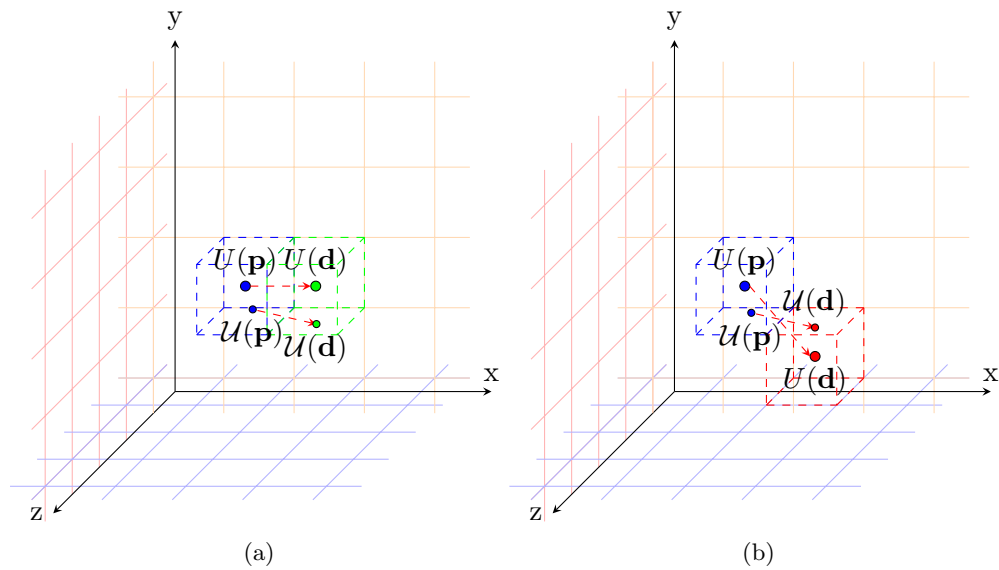 y
U(𝐩) U(𝐝)
𝒰(𝐩)
𝒰(𝐝)
x
z
(a)
y
U(𝐩)
𝒰(𝐝)
𝒰(𝐩)
U(𝐝)
x
z
(b)